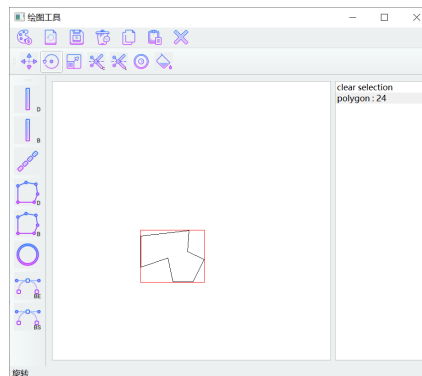 绘图工具
clear selection
polygon : 24
D
B
D
B
BE
BS
旋转